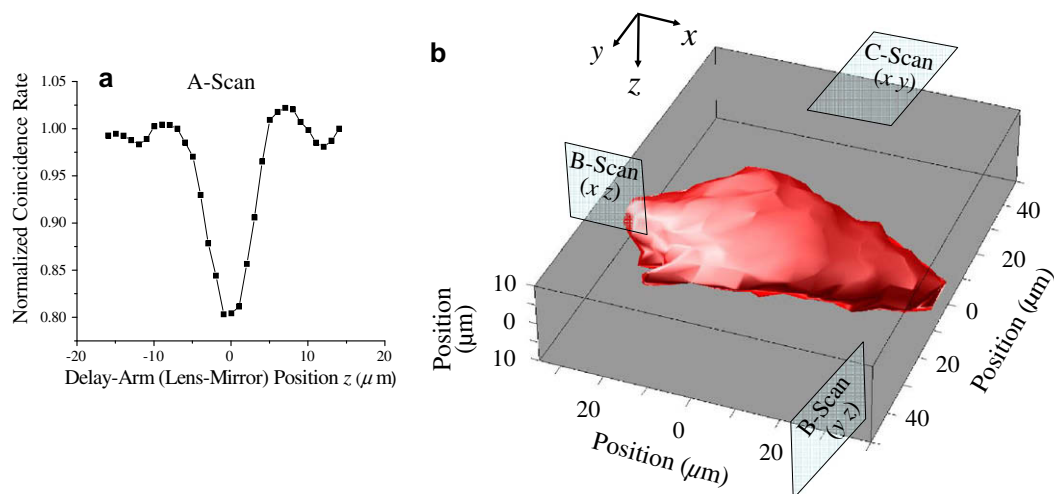 a
A-Scan
Normalized Coincidence Rate
1.05
1.00
0.95
0.90
0.85
0.80
-20
-10
0
10
20
Delay-Arm (Lens-Mirror) Position z (μm)
b
x
y
z
C-Scan
(x y)
B-Scan
(x z)
B-Scan
(y z)
10
0
10
Position
(μm)
20
0
20
Position (μm)
40
20
0
20
40
Position (μm)